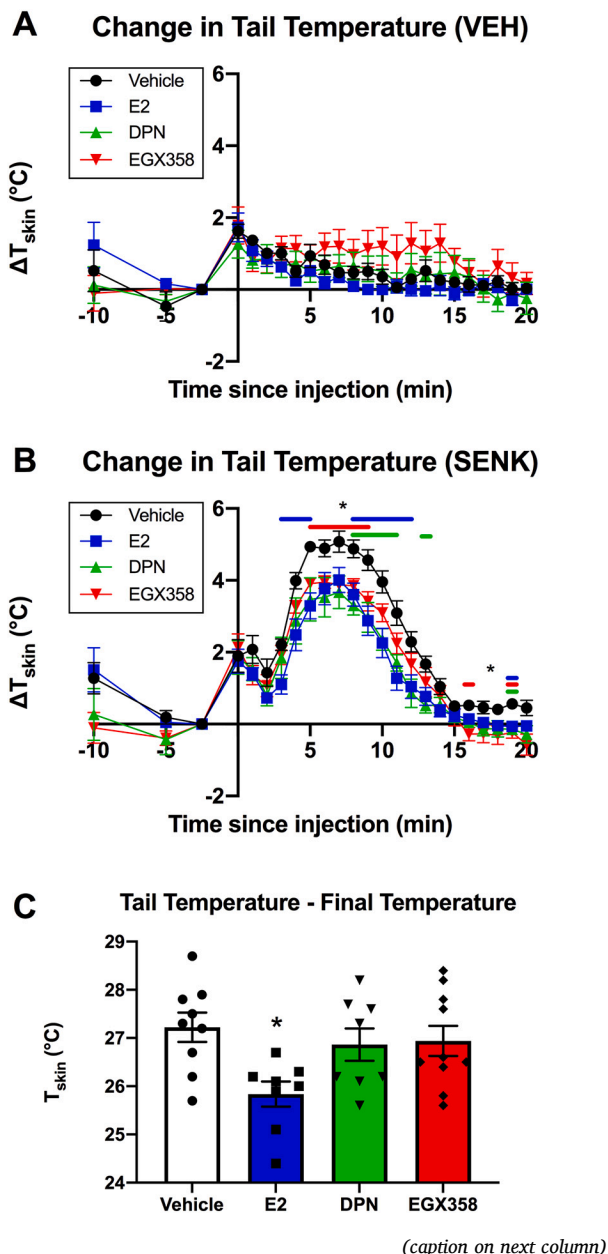 A
Change in Tail Temperature (VEH)
Vehicle
E2
DPN
EGX358
6
4
2
-2
ΔTskin (°C)
-10
-5
5
10
15
20
Time since injection (min)
B
Change in Tail Temperature (SENK)
Vehicle
E2
DPN
EGX358
*
*
6
4
2
-2
ΔTskin (°C)
-10
-5
5
10
15
20
Time since injection (min)
C
Tail Temperature - Final Temperature
29
28
27
26
25
24
Tskin (°C)
*
Vehicle E2 DPN EGX358
(caption on next column)